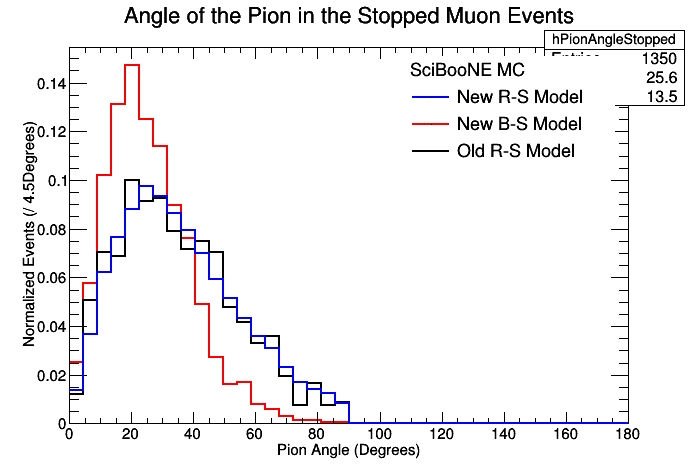 Angle of the Pion in the Stopped Muon Events
hPionAngleStopped
1350
25.6
13.5
SciBooNE MC
New R-S Model
New B-S Model
Old R-S Model
Normalized Events (/ 4.5Degrees)
0.14
0.12
0.1
0.08
0.06
0.04
0.02
0
0 20 40 60 80 100 120 140 160 180
Pion Angle (Degrees)